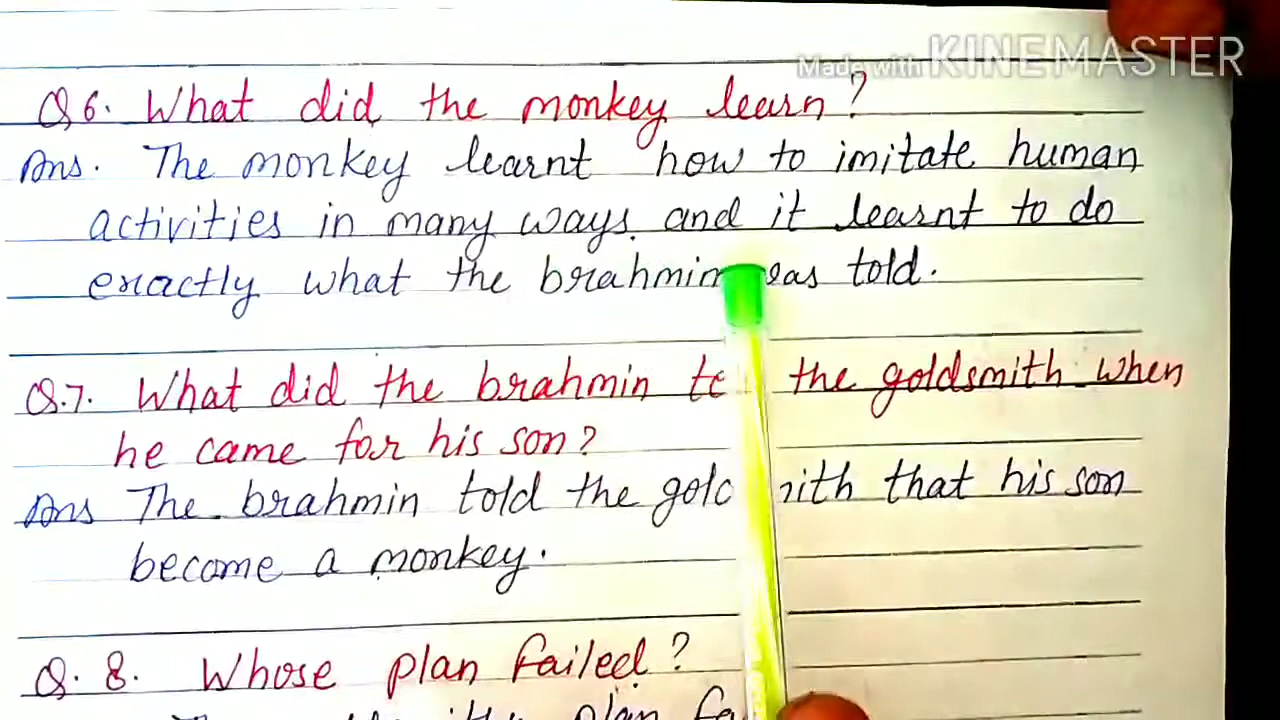 Made with KINEMASTER
Q6. What did the monkey learn?
Ans. The monkey learnt how to imitate human
activities in many ways and it learnt to do
exactly what the brahmin was told.
Q.7. What did the brahmin the goldsmith when
he came for his son?
Ans The brahmin told the that his son
become a monkey.
Q. 8. Whose plan failed?
plan